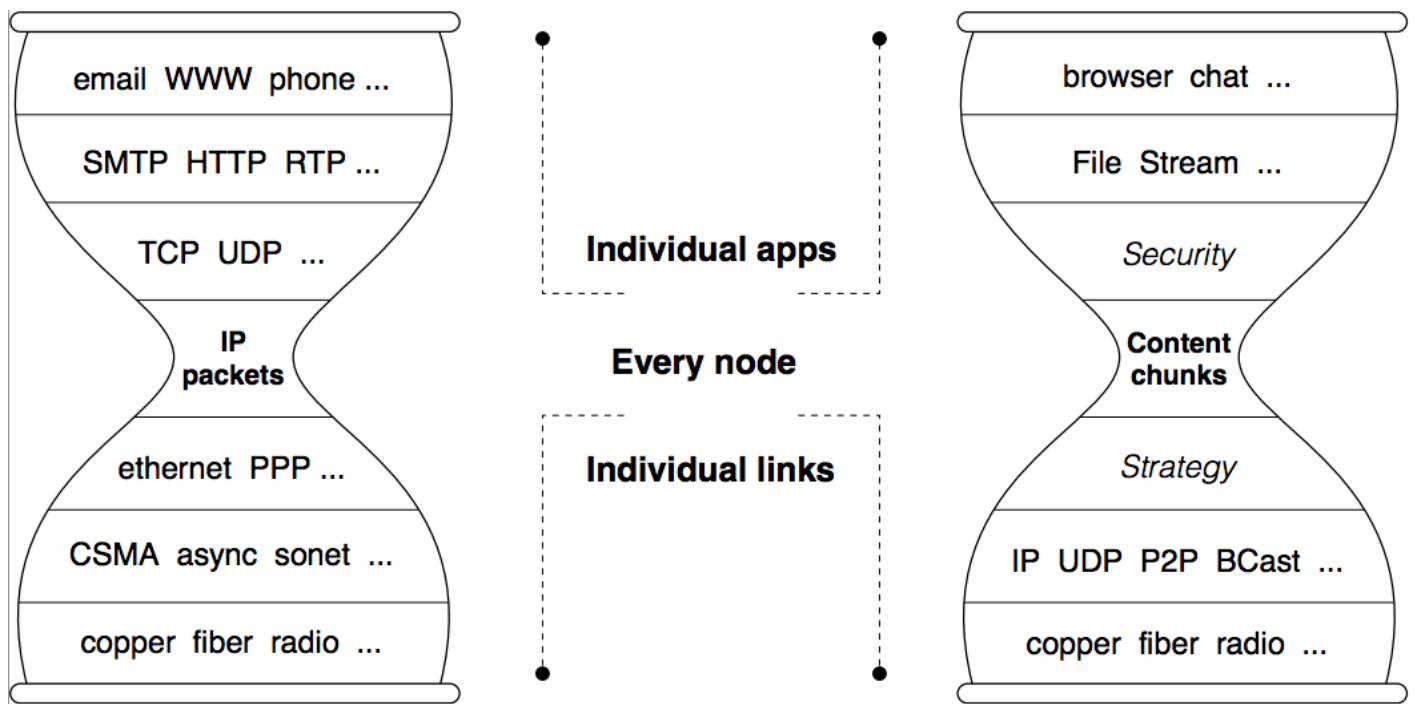 email WWW phone ...
SMTP HTTP RTP ...
TCP UDP ...
IP
packets
ethernet PPP ...
CSMA async sonet ...
copper fiber radio ...
Individual apps
Every node
Individual links
browser chat ...
File Stream ...
Security
Content
chunks
Strategy
IP UDP P2P BCast ...
copper fiber radio ...